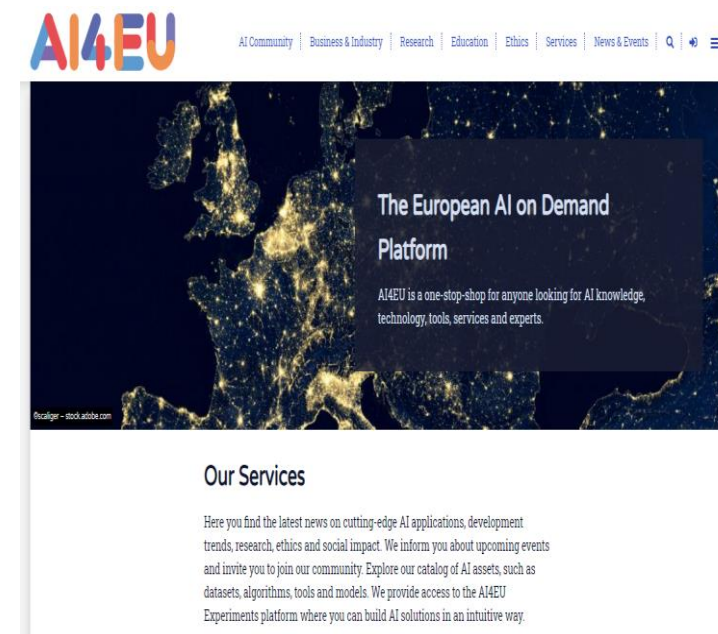 AI4EU
AI Community
Business & Industry
Research
Education
Ethics
Services
News & Events
The European AI on Demand
Platform
AI4EU is a one-stop-shop for anyone looking for AI knowledge,
technology, tools, services and experts.
©scaliger – stock.adobe.com
Our Services
Here you find the latest news on cutting-edge AI applications, development
trends, research, ethics and social impact. We inform you about upcoming events
and invite you to join our community. Explore our catalog of AI assets, such as
datasets, algorithms, tools and models. We provide access to the AI4EU
Experiments platform where you can build AI solutions in an intuitive way.